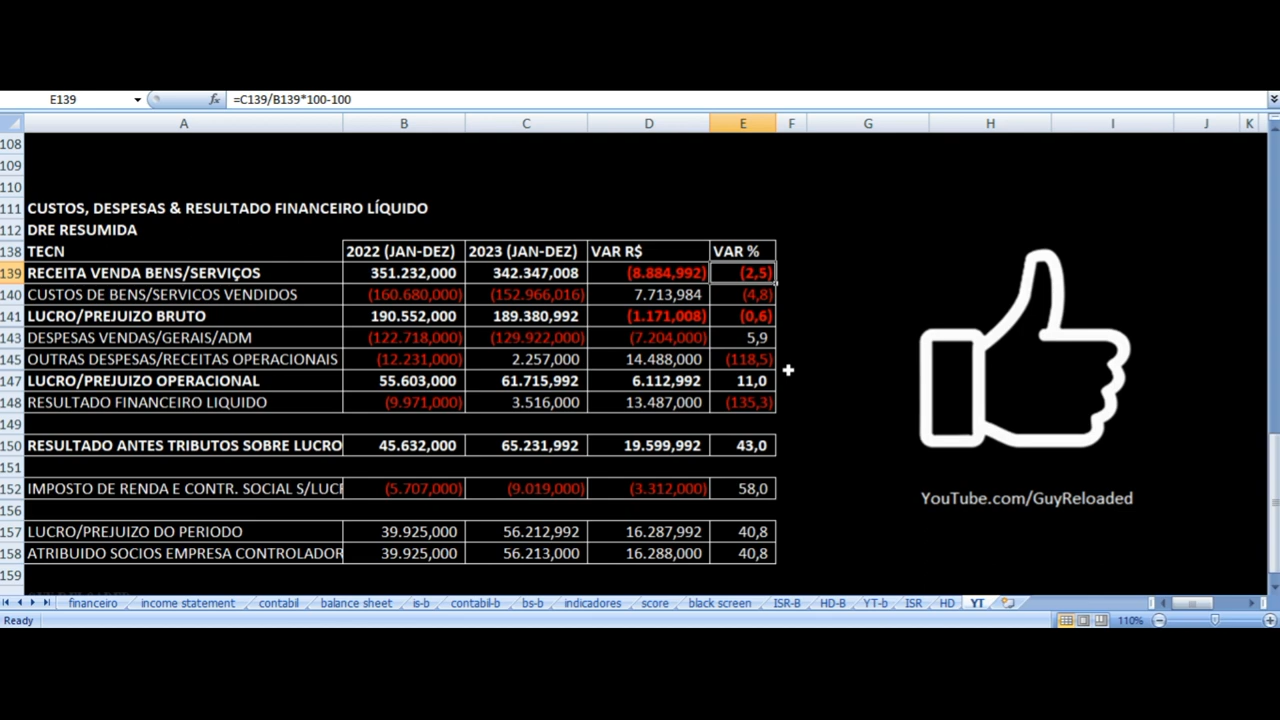 E139 fx =C139/B139*100-100
A B C D E F G H I J K
108
109
110
111 CUSTOS, DESPESAS & RESULTADO FINANCEIRO LÍQUIDO
112 DRE RESUMIDA
138 TECN 2022 (JAN-DEZ) 2023 (JAN-DEZ) VAR R$ VAR %
139 RECEITA VENDA BENS/SERVIÇOS 351.232,000 342.347,008 (8.884,992) (2,5)
140 CUSTOS DE BENS/SERVICOS VENDIDOS (160.680,000) (152.966,016) 7.713,984 (4,8)
141 LUCRO/PREJUIZO BRUTO 190.552,000 189.380,992 (1.171,008) (0,6)
143 DESPESAS VENDAS/GERAIS/ADM (122.718,000) (129.922,000) (7.204,000) 5,9
145 OUTRAS DESPESAS/RECEITAS OPERACIONAIS (12.231,000) 2.257,000 14.488,000 (118,5)
147 LUCRO/PREJUIZO OPERACIONAL 55.603,000 61.715,992 6.112,992 11,0
148 RESULTADO FINANCEIRO LIQUIDO (9.971,000) 3.516,000 13.487,000 (135,3)
149
150 RESULTADO ANTES TRIBUTOS SOBRE LUCRO 45.632,000 65.231,992 19.599,992 43,0
151
152 IMPOSTO DE RENDA E CONTR. SOCIAL S/LUCR (5.707,000) (9.019,000) (3.312,000) 58,0
156
YouTube.com/GuyReloaded
157 LUCRO/PREJUIZO DO PERIODO 39.925,000 56.212,992 16.287,992 40,8
158 ATRIBUIDO SOCIOS EMPRESA CONTROLADOR 39.925,000 56.213,000 16.288,000 40,8
159
financeiro income statement contabil balance sheet is-b contabil-b bs-b indicadores score black screen ISR-B HD-B YT-b ISR HD YT
Ready 110%